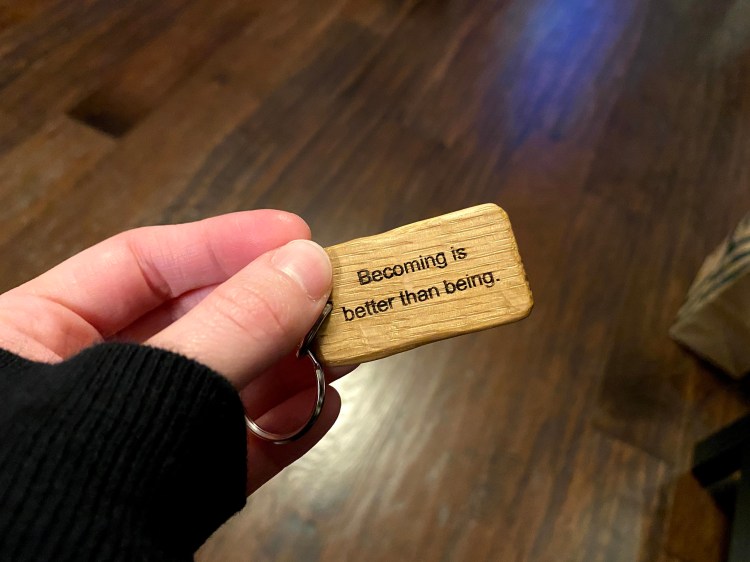 Becoming is
better than being.